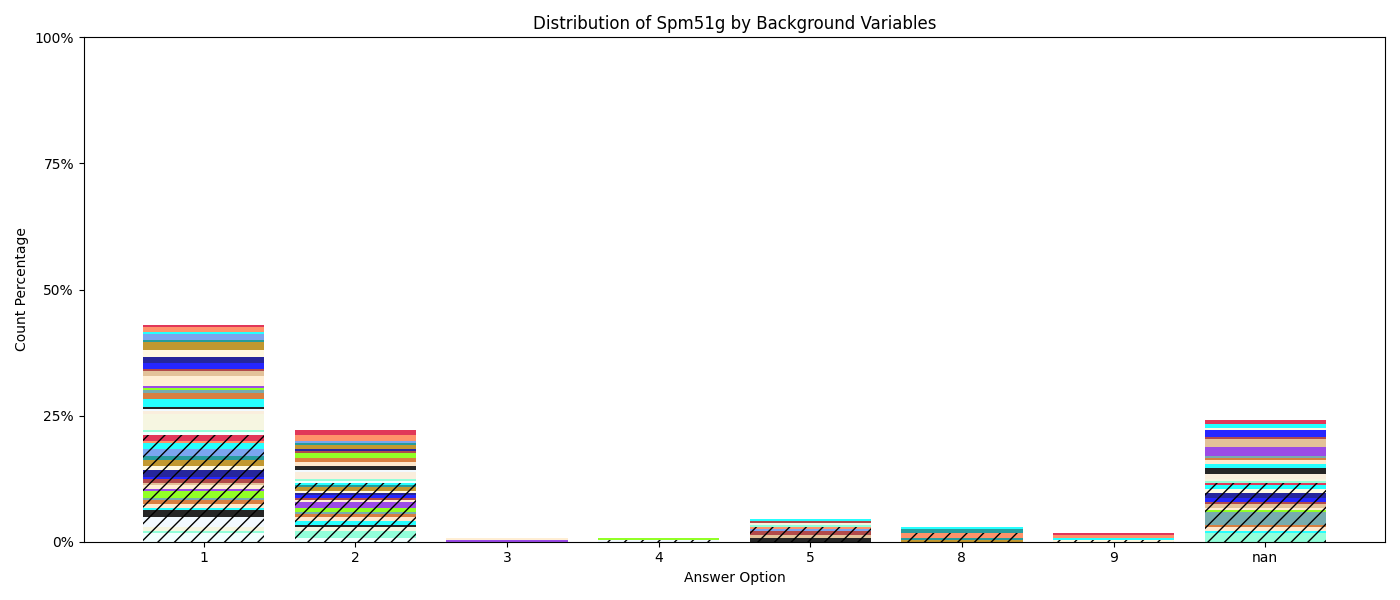 Distribution of Spm51g by Background Variables
100%
75%
50%
25%
0%
Count Percentage
1 2 3 4 5 8 9 nan
Answer Option